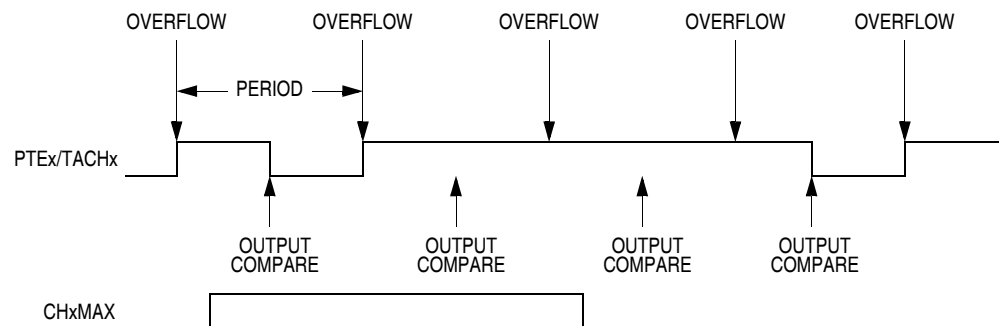 OVERFLOW OVERFLOW OVERFLOW OVERFLOW OVERFLOW
PERIOD
PTEx/TACHx
OUTPUT COMPARE
OUTPUT COMPARE
OUTPUT COMPARE
OUTPUT COMPARE
CHxMAX